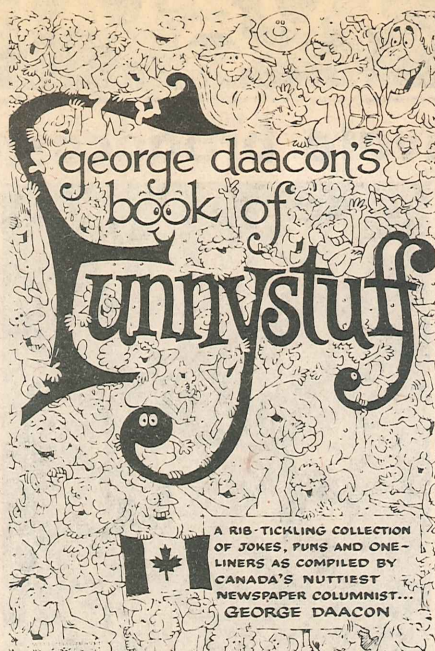 george daacon's
book of
Funnystuff
A RIB-TICKLING COLLECTION
OF JOKES, PUNS AND ONE-
LINERS AS COMPILED BY
CANADA'S NUTTIEST
NEWSPAPER COLUMNIST...
GEORGE DAACON